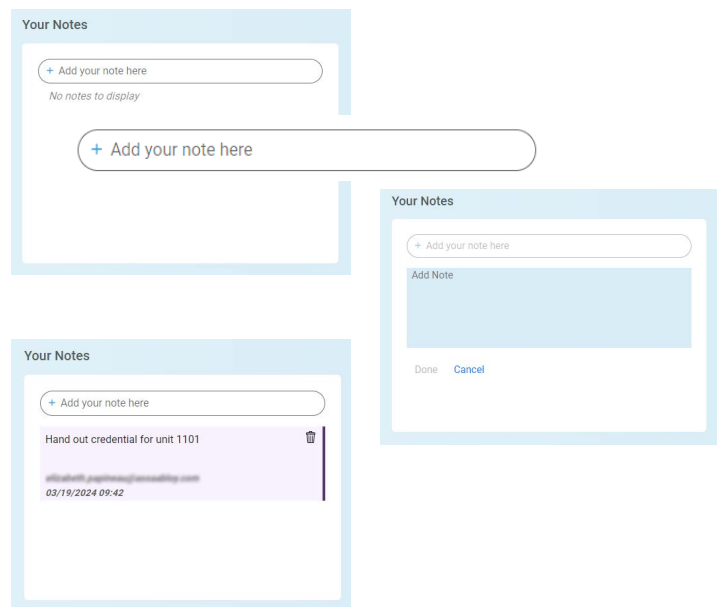 Your Notes
+ Add your note here
No notes to display
+ Add your note here
Your Notes
+ Add your note here
Add Note
Done Cancel
Your Notes
+ Add your note here
Hand out credential for unit 1101
03/19/2024 09:42